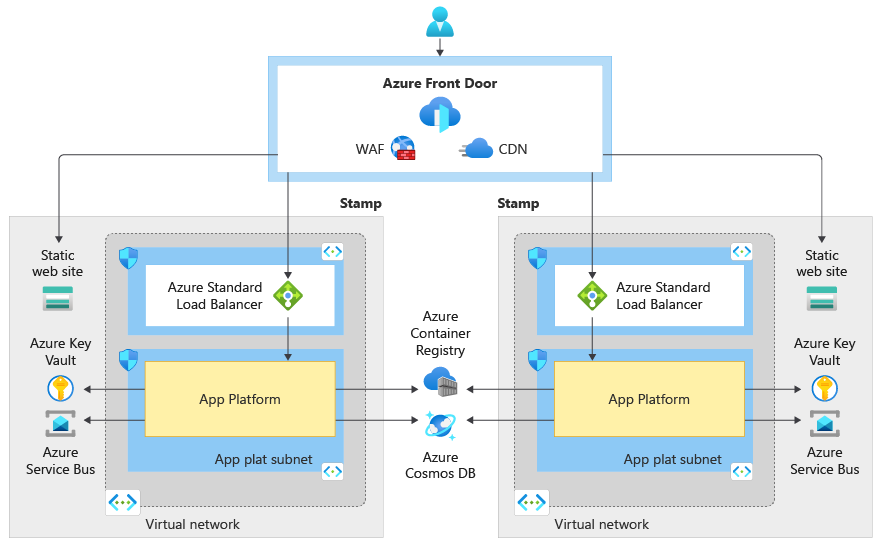 Azure Front Door
WAF
CDN
Stamp
Stamp
Static
web site
Azure Standard
Load Balancer
Azure Key
Vault
App Platform
Azure
Service Bus
App plat subnet
Virtual network
Azure
Container
Registry
Azure
Cosmos DB
Azure Standard
Load Balancer
App Platform
App plat subnet
Virtual network
Static
web site
Azure Key
Vault
Azure
Service Bus